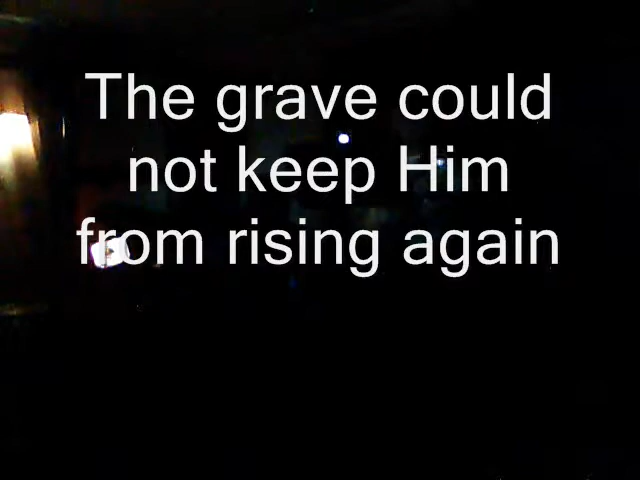 The grave could
not keep Him
from rising again